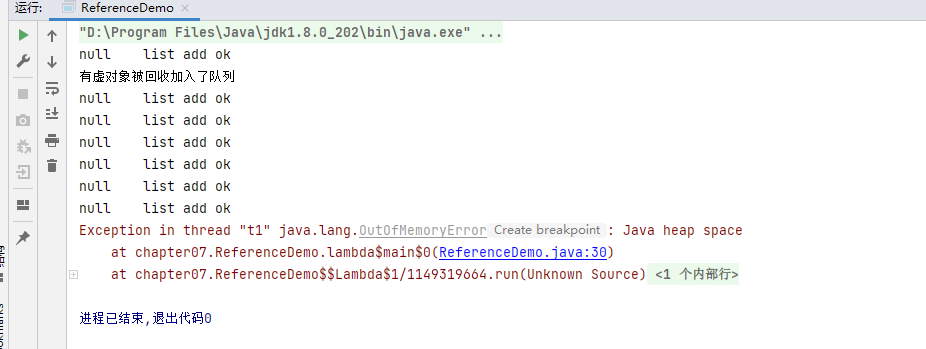 运行: ReferenceDemo
"D:\Program Files\Java\jdk1.8.0_202\bin\java.exe" ...
null list add ok
有虚对象被回收加入了队列
null list add ok
null list add ok
null list add ok
null list add ok
null list add ok
null list add ok
Exception in thread "t1" java.lang.OutOfMemoryError Create breakpoint : Java heap space
at chapter07.ReferenceDemo.lambda$main$0(ReferenceDemo.java:30)
at chapter07.ReferenceDemo$$Lambda$1/1149319664.run(Unknown Source) <1 个内部行>
进程已结束,退出代码0